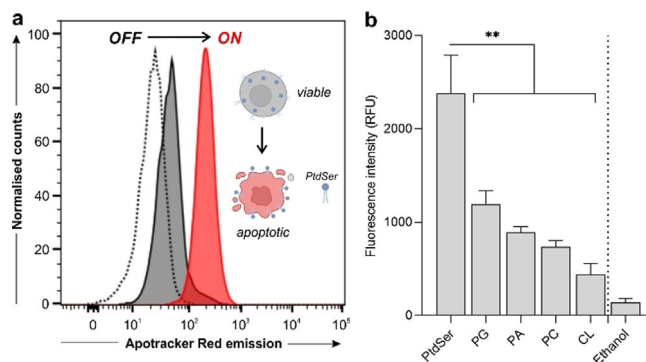 a
OFF ON
Normalised counts
100
80
60
40
20
0
viable
PtdSer
apoptotic
0 10¹ 10² 10³ 10⁴ 10⁵
Apotracker Red emission
b
Fluorescence intensity (RFU)
3000
2000
1000
0
**
PtdSer PG PA PC CL Ethanol